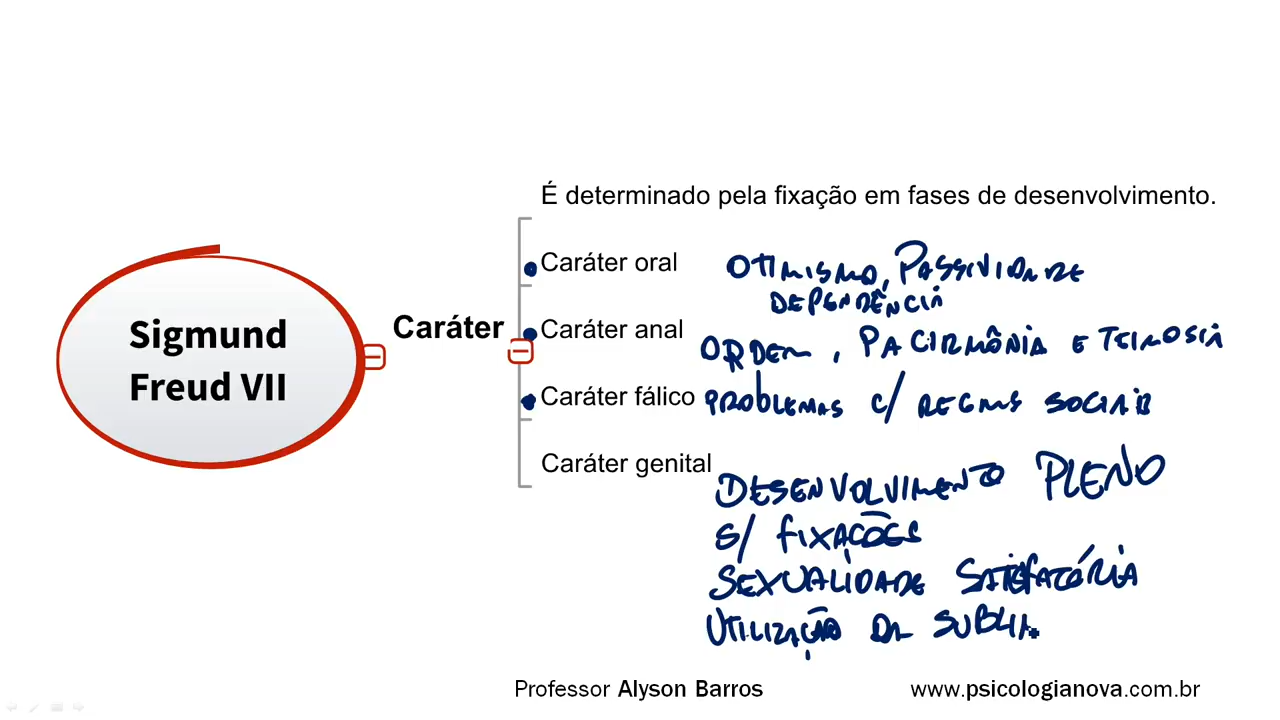 É determinado pela fixação em fases de desenvolvimento.
Caráter oral
OTIMISMO, PASSIVIDADE
DEPENDÊNCIA
Caráter
Caráter anal
ORDEM, PACIRMÔNIA E TEIMOSIA
Caráter fálico
PROBLEMAS C/ REGRAS SOCIAIS
Caráter genital
DESENVOLVIMENTO PLENO
S/ FIXAÇÕES
SEXUALIDADE SATISFATÓRIA
UTILIZAÇÃO DA SUBLIM
Sigmund
Freud VII
Professor Alyson Barros
www.psicologianova.com.br